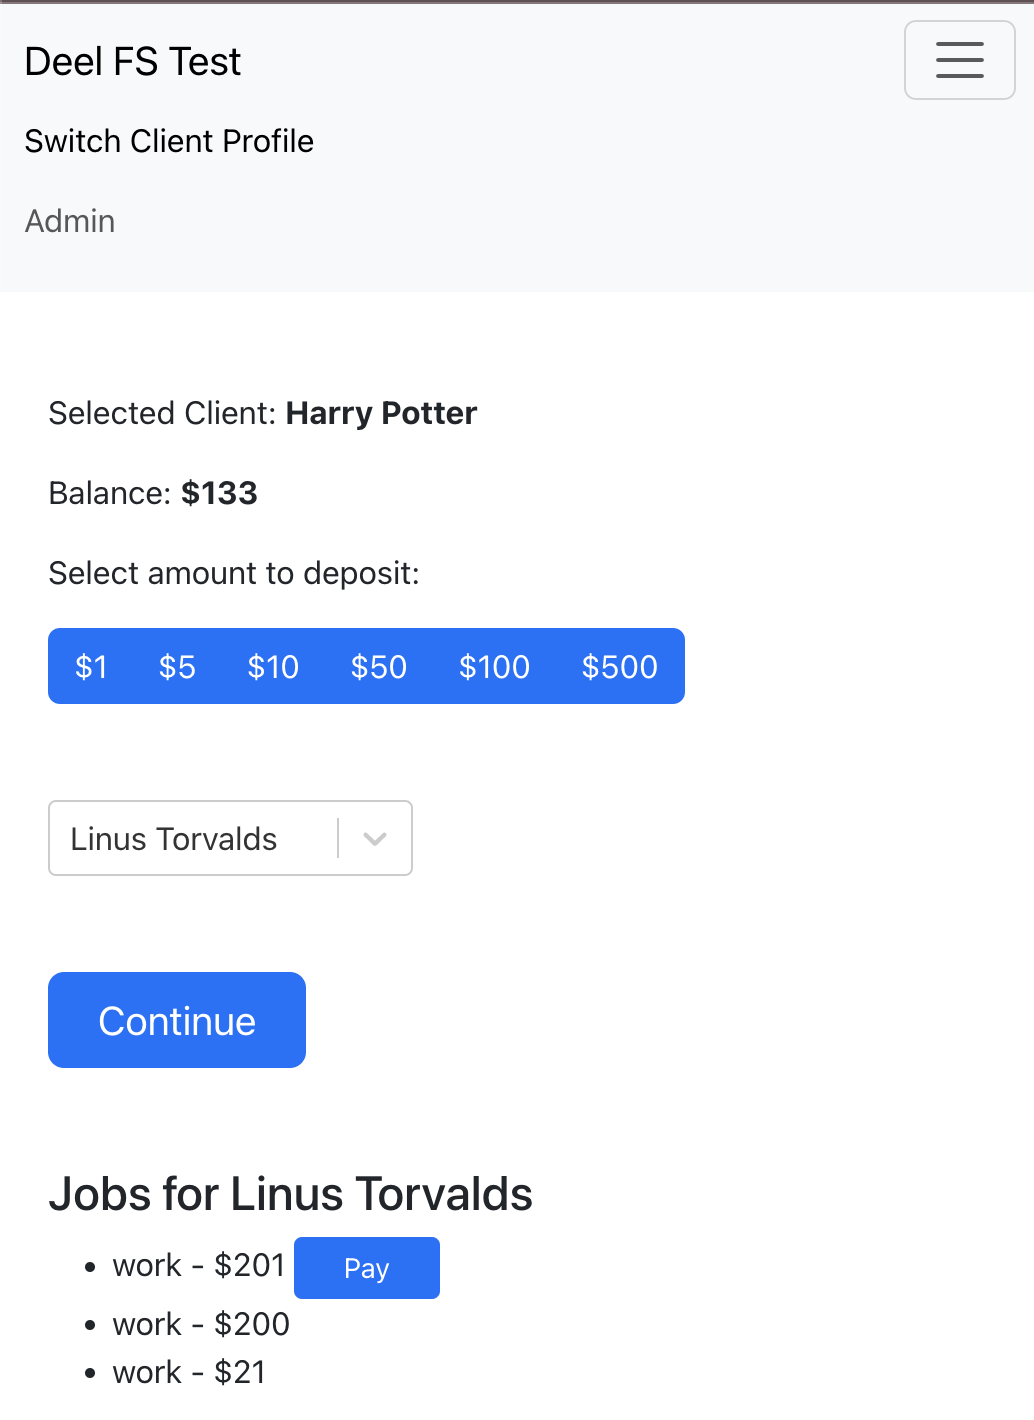 Deel FS Test
Switch Client Profile
Admin
Selected Client: Harry Potter
Balance: $133
Select amount to deposit:
$1 $5 $10 $50 $100 $500
Linus Torvalds
Continue
Jobs for Linus Torvalds
• work - $201 Pay
• work - $200
• work - $21